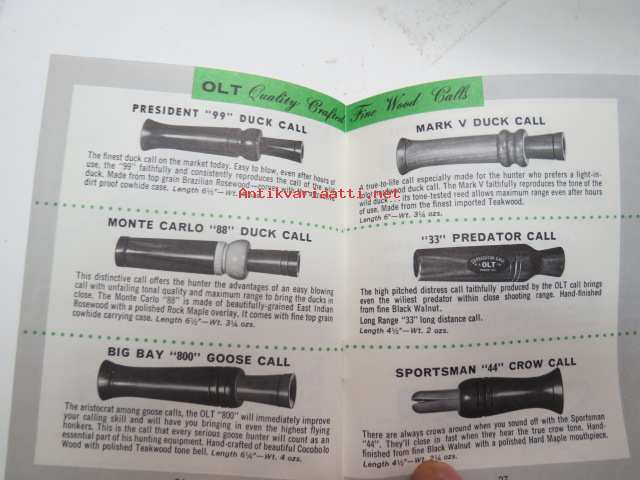 OLT Quality Crafted Fine Wood Calls
PRESIDENT "99" DUCK CALL
The finest duck call on the market today. Easy to blow, even after hours of
use, the "99" faithfully and consistently reproduces the call of the wild
duck. Made from top grain Brazilian Rosewood—comes with
dirt proof cowhide case. Length 6½"—Wt.
MONTE CARLO "88" DUCK CALL
This distinctive call offers the hunter the advantages of an easy blowing
call with unfailing tonal quality and maximum range to bring the ducks in
close. The Monte Carlo "88" is made of beautifully-grained East Indian
Rosewood with a polished Rock Maple overlay. It comes with fine top grain
cowhide carrying case. Length 6½"—Wt. 3¼ ozs.
BIG BAY "800" GOOSE CALL
The aristocrat among goose calls, the OLT "800" will immediately improve
your calling skill and will have you bringing in even the highest flying
honkers. This is the call that every serious goose hunter will count as an
essential part of his hunting equipment. Hand-crafted of beautiful Cocobolo
Wood with polished Teakwood tone bell. Length 6¼"—Wt. 4 ozs.
MARK V DUCK CALL
A true-to-life call especially made for the hunter who prefers a light-in-
wood duck call. The Mark V faithfully reproduces the tone of the
wild duck its tone-tested reed allows maximum range even after hours
of use. Made from the finest imported Teakwood.
Length 6"—Wt. 3¼ ozs.
"33" PREDATOR CALL
PREDATOR CALL
OLT
The high pitched distress call faithfully produced by the OLT call brings
even the wiliest predator within close shooting range. Hand-finished
from fine Black Walnut.
Long Range "33" long distance call.
Length 4½"—Wt. 2 ozs.
SPORTSMAN "44" CROW CALL
There are always crows around when you sound off with the Sportsman
"44". They'll close in fast when they hear the true crow tone. Hand-
finished from fine Black Walnut with a polished Hard Maple mouthpiece.
Length 4½"—Wt. ozs.
27
Antikvariaatti.net